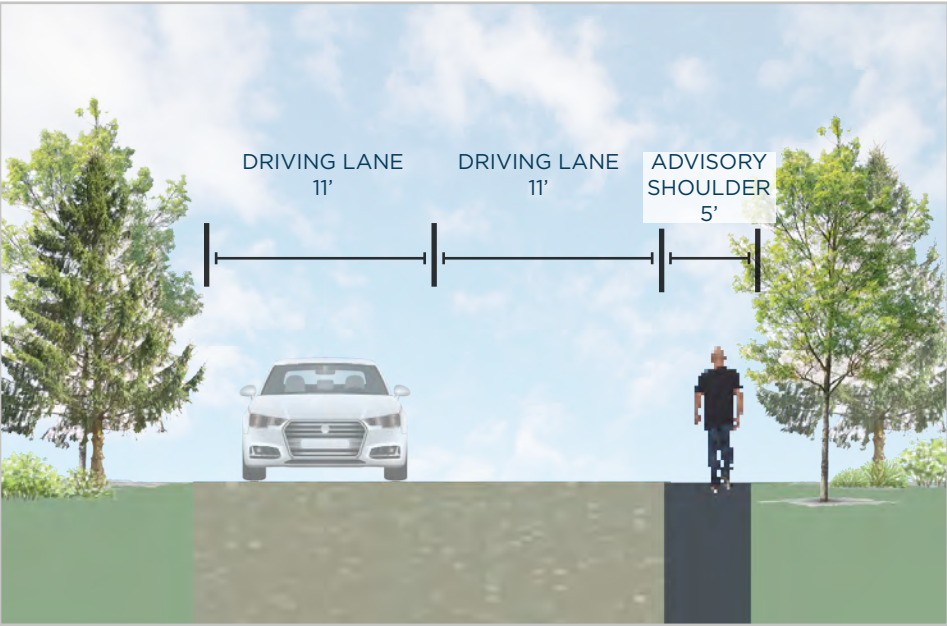 DRIVING LANE
11’
DRIVING LANE
11’
ADVISORY
SHOULDER
5’